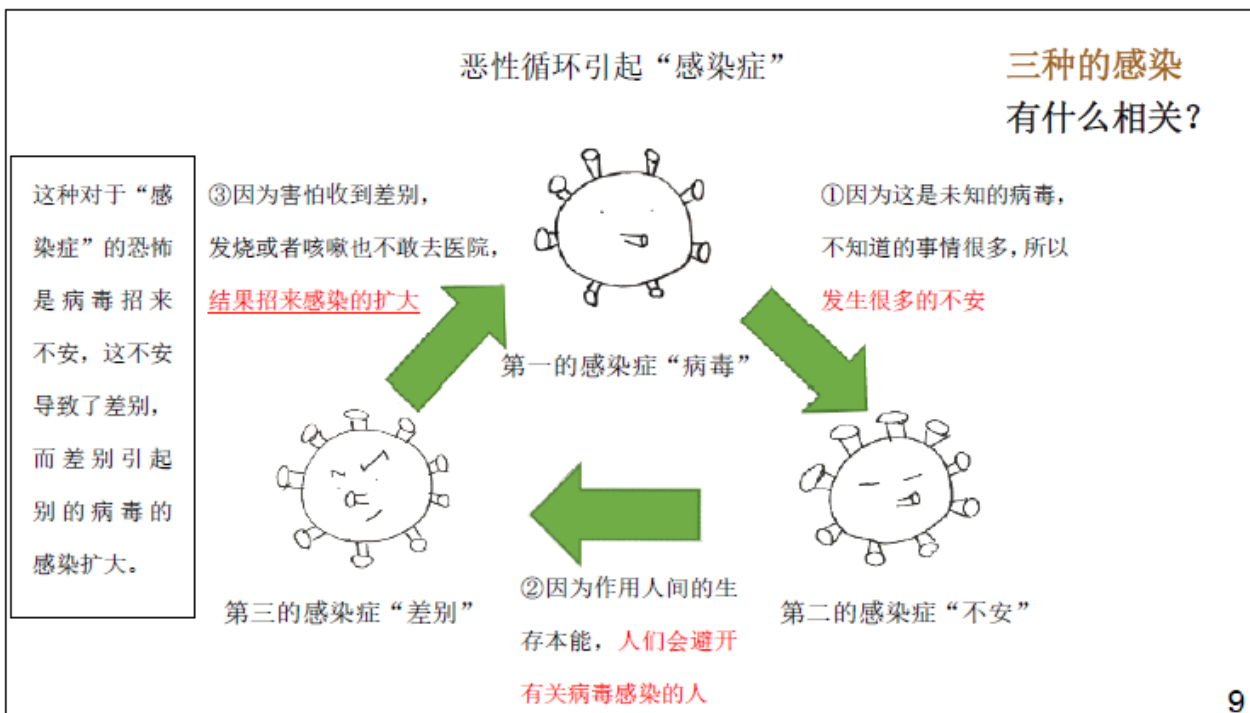 恶性循环引起“感染症”
三种的感染
有什么相关？
这种对于“感
染症”的恐怖
是病毒招来
不安，这不安
导致了差别，
而差别引起
别的病毒的
感染扩大。
③因为害怕收到差别，
发烧或者咳嗽也不敢去医院，
结果招来感染的扩大
①因为这是未知的病毒，
不知道的事情很多，所以
发生很多的不安
第一的感染症“病毒”
第三的感染症“差别”
②因为作用人间的生
存本能，人们会避开
有关病毒感染的人
第二的感染症“不安”
9